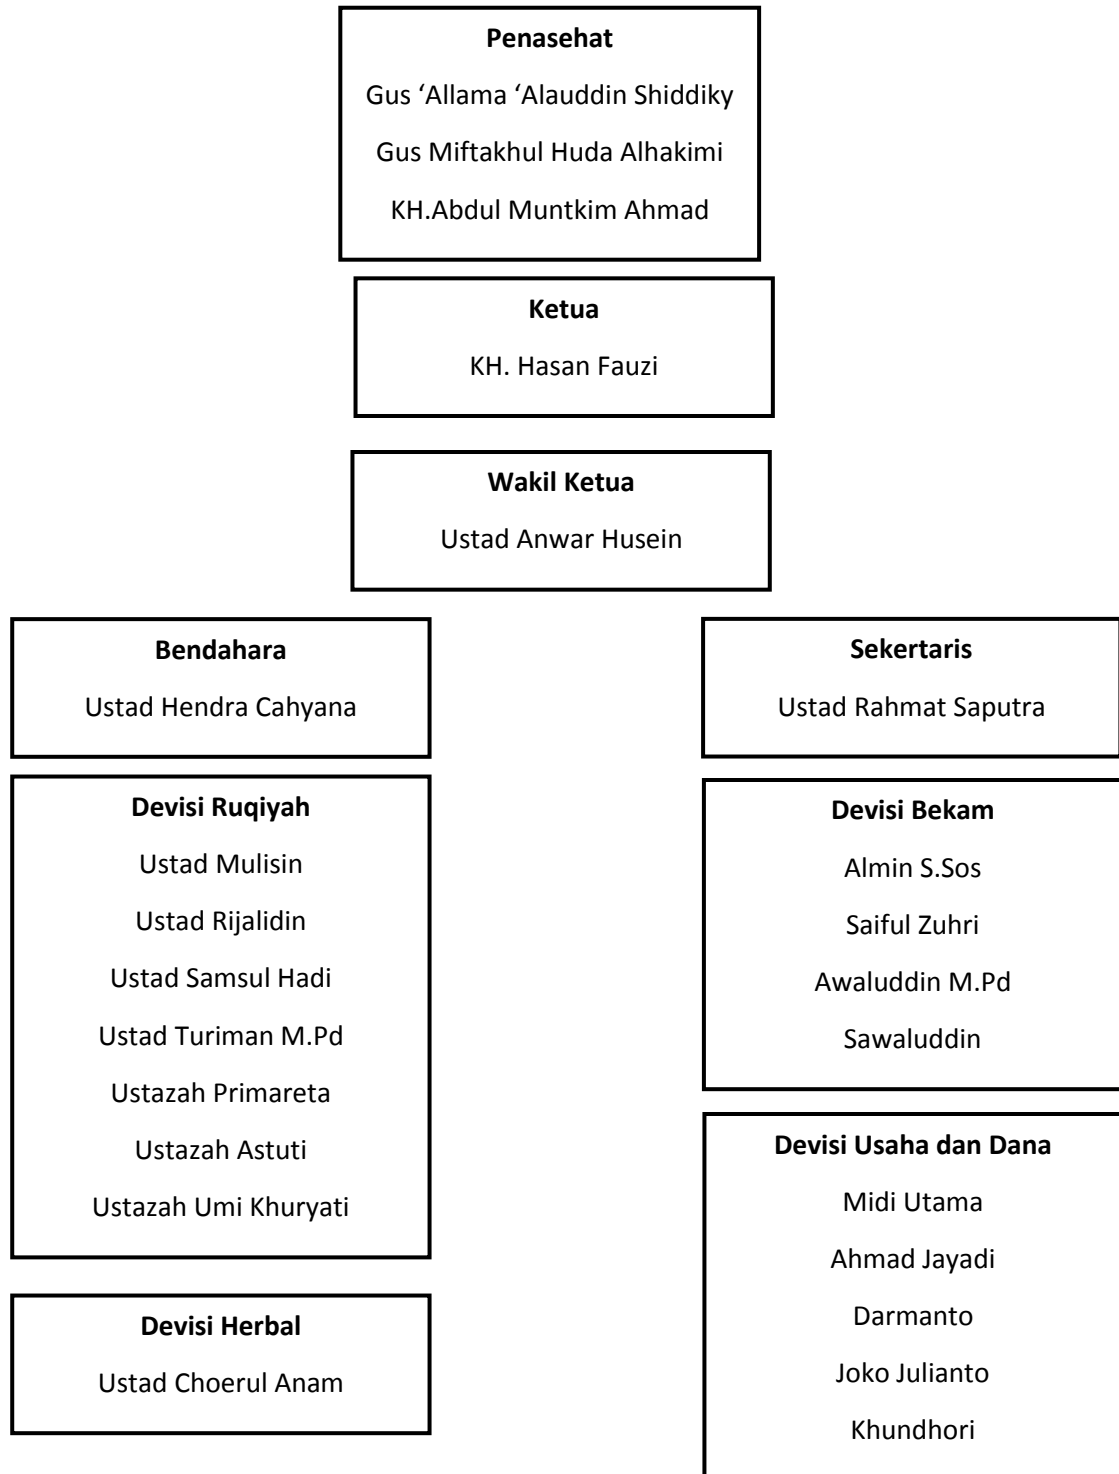 Penasehat
Gus ‘Allama ‘Alauddin Shiddiky
Gus Miftakhul Huda Alhakimi
KH.Abdul Muntkim Ahmad
Ketua
KH. Hasan Fauzi
Wakil Ketua
Ustad Anwar Husein
Bendahara
Ustad Hendra Cahyana
Sekertaris
Ustad Rahmat Saputra
Devisi Ruqiyah
Ustad Mulisin
Ustad Rijalidin
Ustad Samsul Hadi
Ustad Turiman M.Pd
Ustazah Primareta
Ustazah Astuti
Ustazah Umi Khuryati
Devisi Bekam
Almin S.Sos
Saiful Zuhri
Awaluddin M.Pd
Sawaluddin
Devisi Herbal
Ustad Choerul Anam
Devisi Usaha dan Dana
Midi Utama
Ahmad Jayadi
Darmanto
Joko Julianto
Khundhori